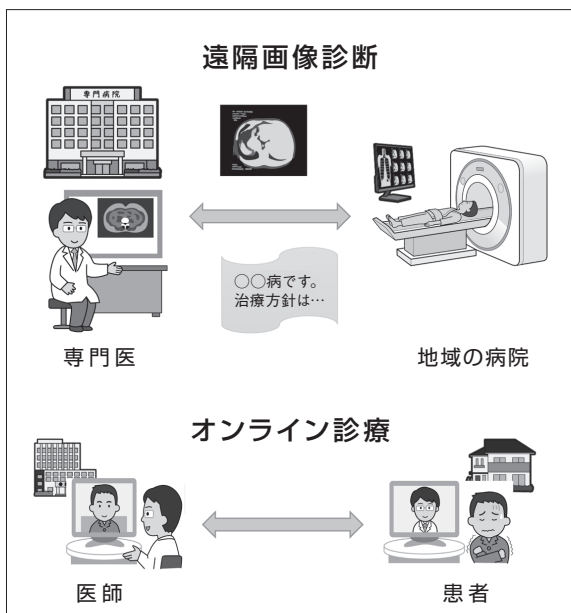 遠隔画像診断
専門病院
○○病です。
治療方針は…
専門医
地域の病院
オンライン診療
医師
患者